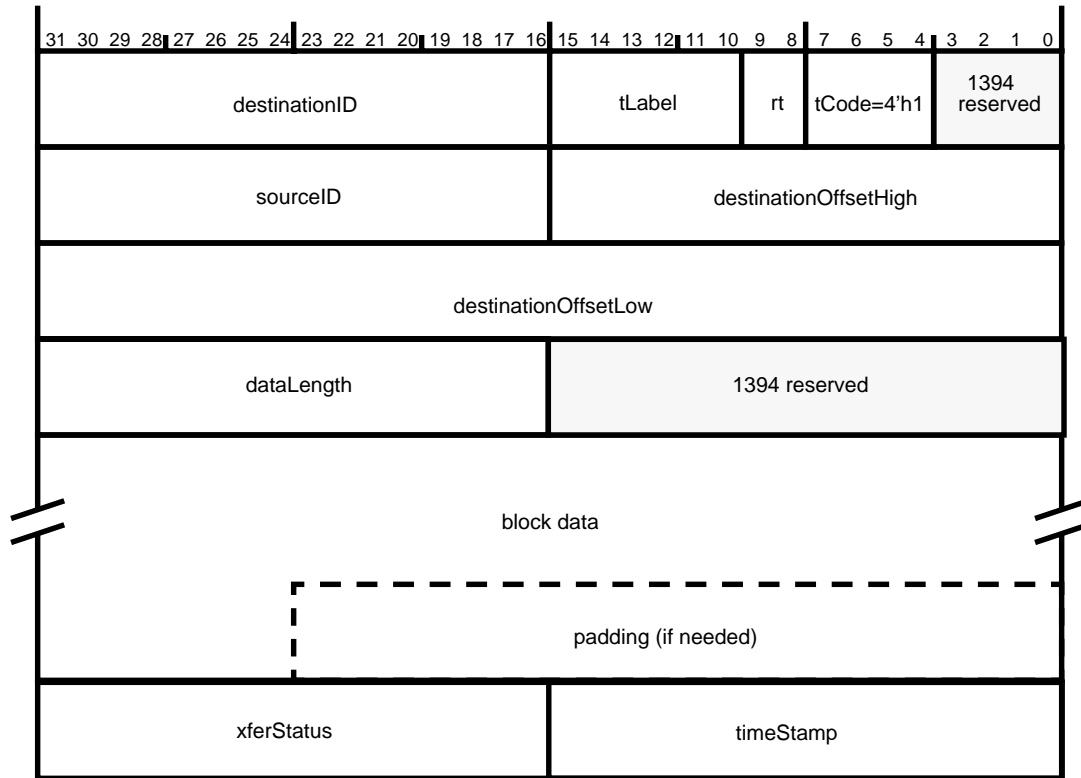 31 30 29 28 27 26 25 24 23 22 21 20 19 18 17 16 15 14 13 12 11 10 9 8 7 6 5 4 3 2 1 0
destinationID tLabel rt tCode=4'h1 1394
reserved
sourceID destinationOffsetHigh
destinationOffsetLow
dataLength 1394 reserved
block data
padding (if needed)
xferStatus timeStamp